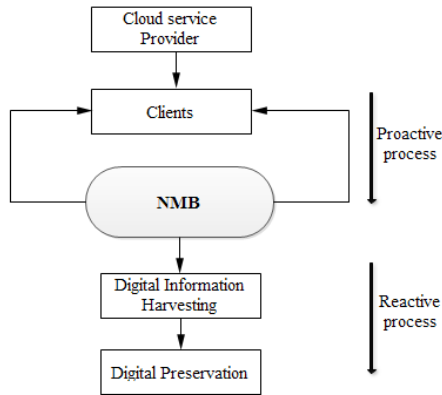 Cloud service
Provider
Clients
Proactive
process
NMB
Digital Information
Harvesting
Reactive
process
Digital Preservation